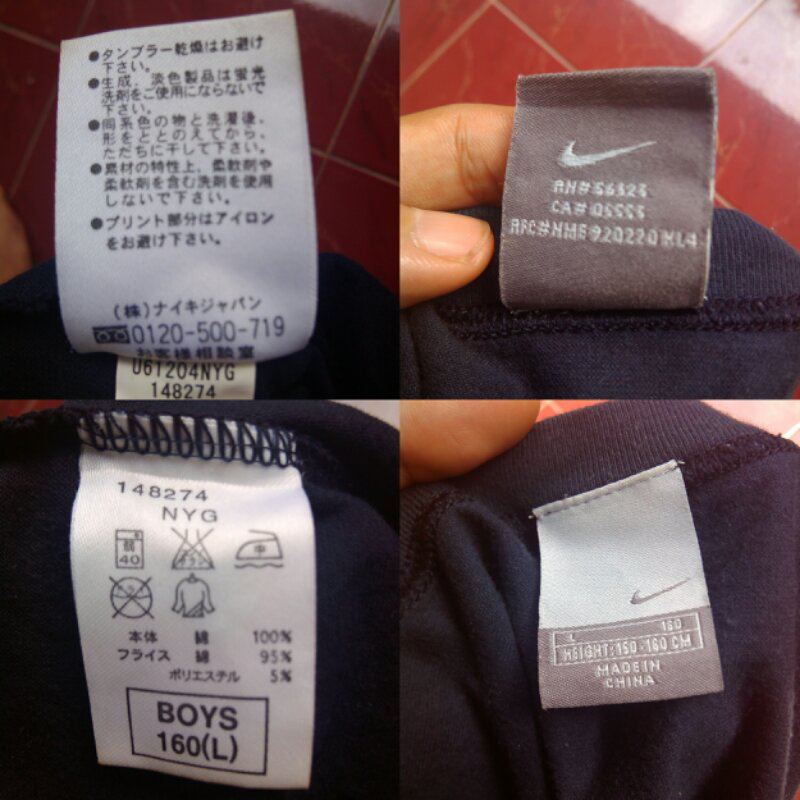 ●タンブラー乾燥はお避け
下さい。
●生成、淡色製品は蛍光
洗剤をご使用にならないで
下さい。
●同系色の物と洗濯後、
形をととのえてから、
ただちに干して下さい。
●素材の特性上、柔軟剤や
柔軟剤を含む洗剤を使用
しないで下さい。
●プリント部分はアイロン
をお避け下さい。
(株)ナイキジャパン
0120-500-719
お客様相談室
U61204NYG
148274
RN#56323
CA#05553
148274
NYG
弱
40
中
本体 綿 100%
フライス 綿 95%
ポリエステル 5%
BOYS
160(L)
L 160
HEIGHT:150-160 CM
MADE IN
CHINA